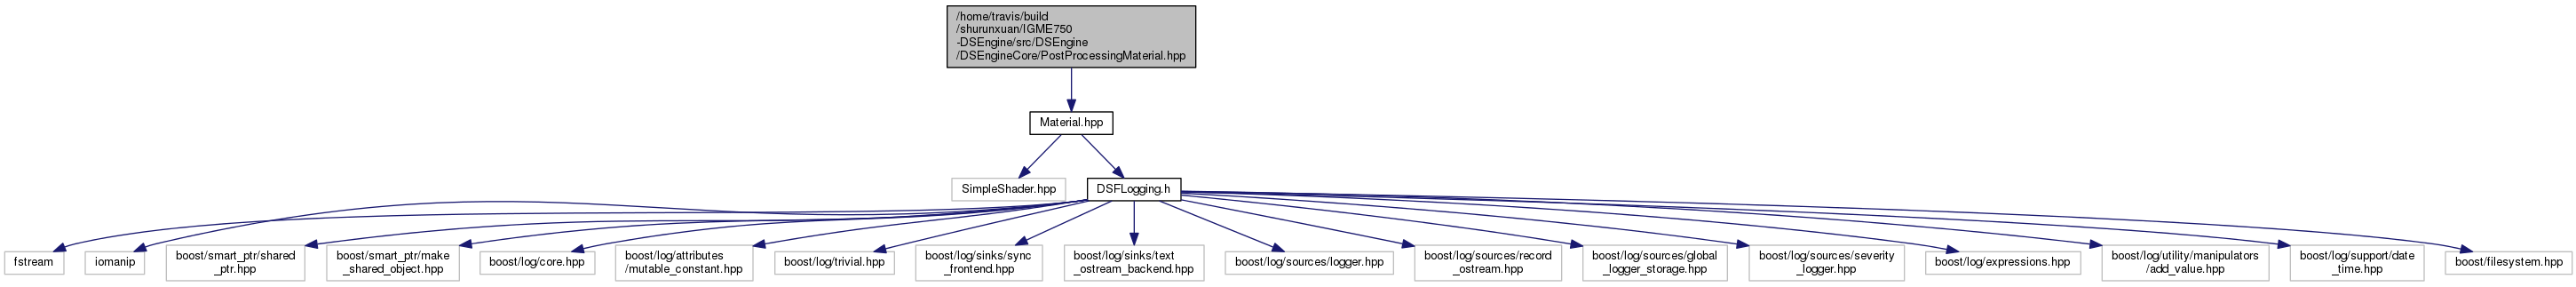 /home/travis/build
/shurunxuan/IGME750
-DSEngine/src/DSEngine
/DSEngineCore/PostProcessingMaterial.hpp
Material.hpp
SimpleShader.hpp
DSFLogging.h
fstream
iomanip
boost/smart_ptr/shared
_ptr.hpp
boost/smart_ptr/make
_shared_object.hpp
boost/log/core.hpp
boost/log/attributes
/mutable_constant.hpp
boost/log/trivial.hpp
boost/log/sinks/sync
_frontend.hpp
boost/log/sinks/text
_ostream_backend.hpp
boost/log/sources/logger.hpp
boost/log/sources/record
_ostream.hpp
boost/log/sources/global
_logger_storage.hpp
boost/log/sources/severity
_logger.hpp
boost/log/expressions.hpp
boost/log/utility/manipulators
/add_value.hpp
boost/log/support/date
_time.hpp
boost/filesystem.hpp